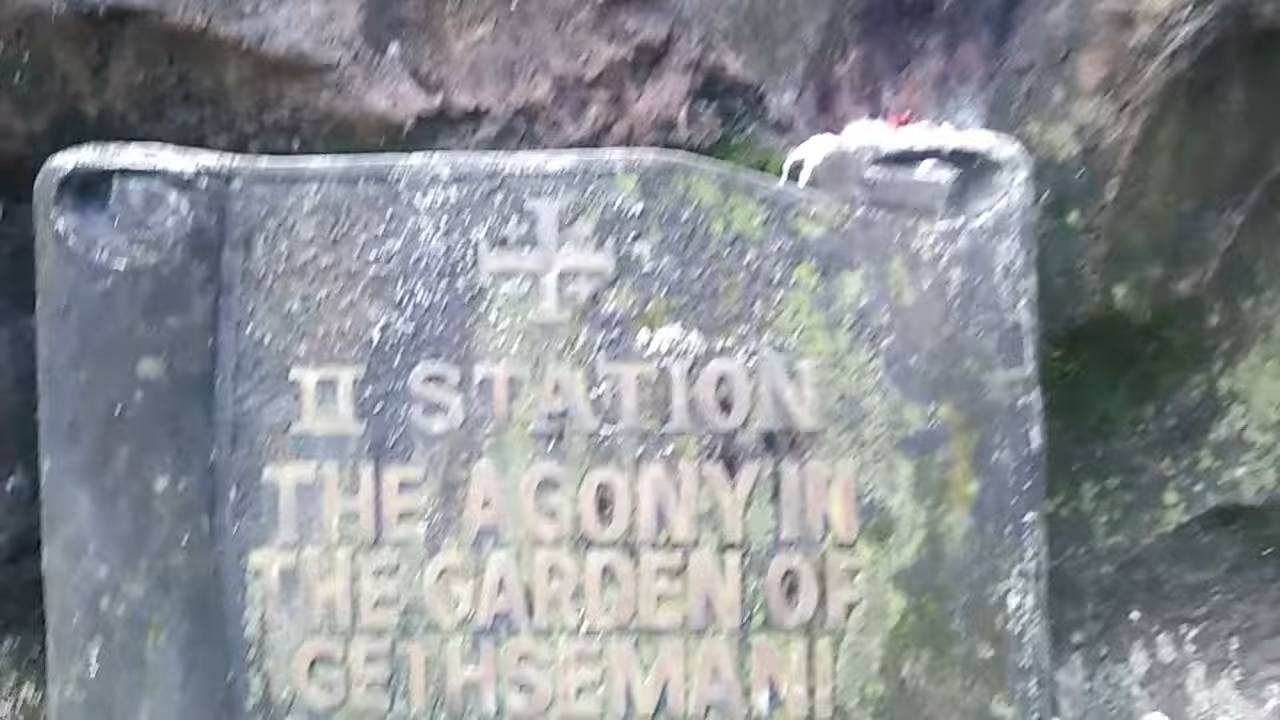 II STATION
THE AGONY IN
THE GARDEN OF
GETHSEMANI